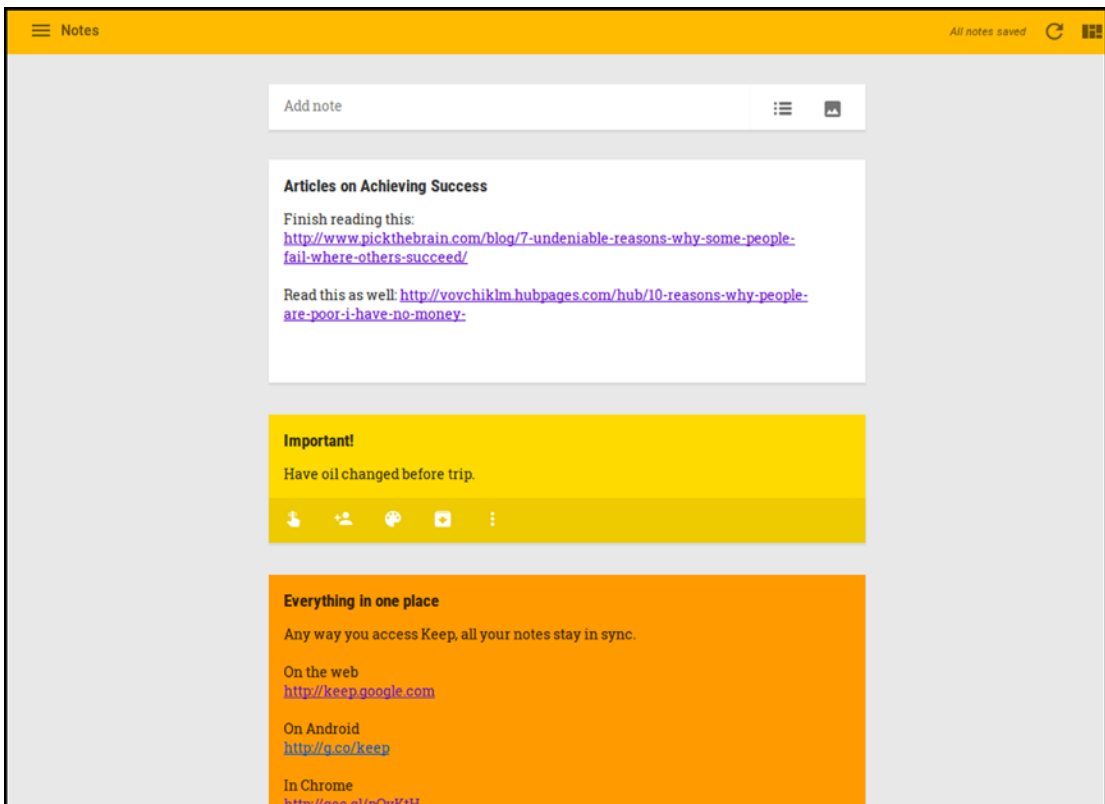 Notes
All notes saved
Add note
Articles on Achieving Success
Finish reading this:
http://www.pickthebrain.com/blog/7-undeniable-reasons-why-some-people-
fail-where-others-succeed/
Read this as well: http://vovchiklm.hubpages.com/hub/10-reasons-why-people-
are-poor-i-have-no-money-
Important!
Have oil changed before trip.
Everything in one place
Any way you access Keep, all your notes stay in sync.
On the web
http://keep.google.com
On Android
http://g.co/keep
In Chrome